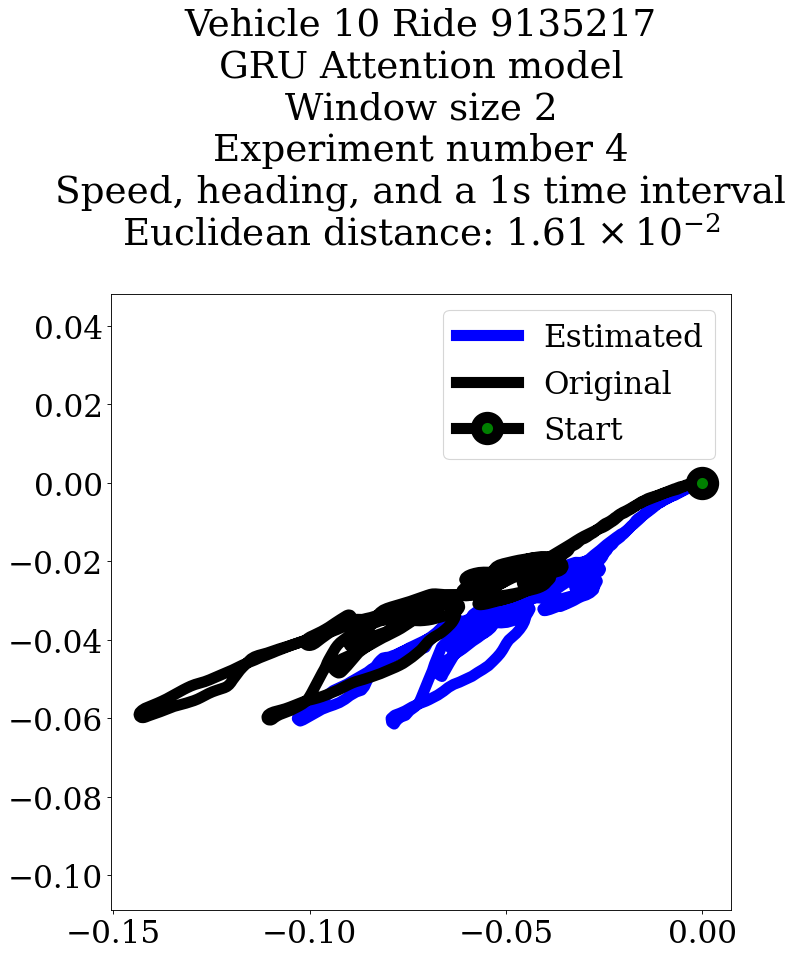 Vehicle 10 Ride 9135217
GRU Attention model
Window size 2
Experiment number 4
Speed, heading, and a 1s time interval
Euclidean distance: 1.61 × 10⁻²
Estimated
Original
Start
0.04
0.02
0.00
−0.02
−0.04
−0.06
−0.08
−0.10
−0.15 −0.10 −0.05 0.00